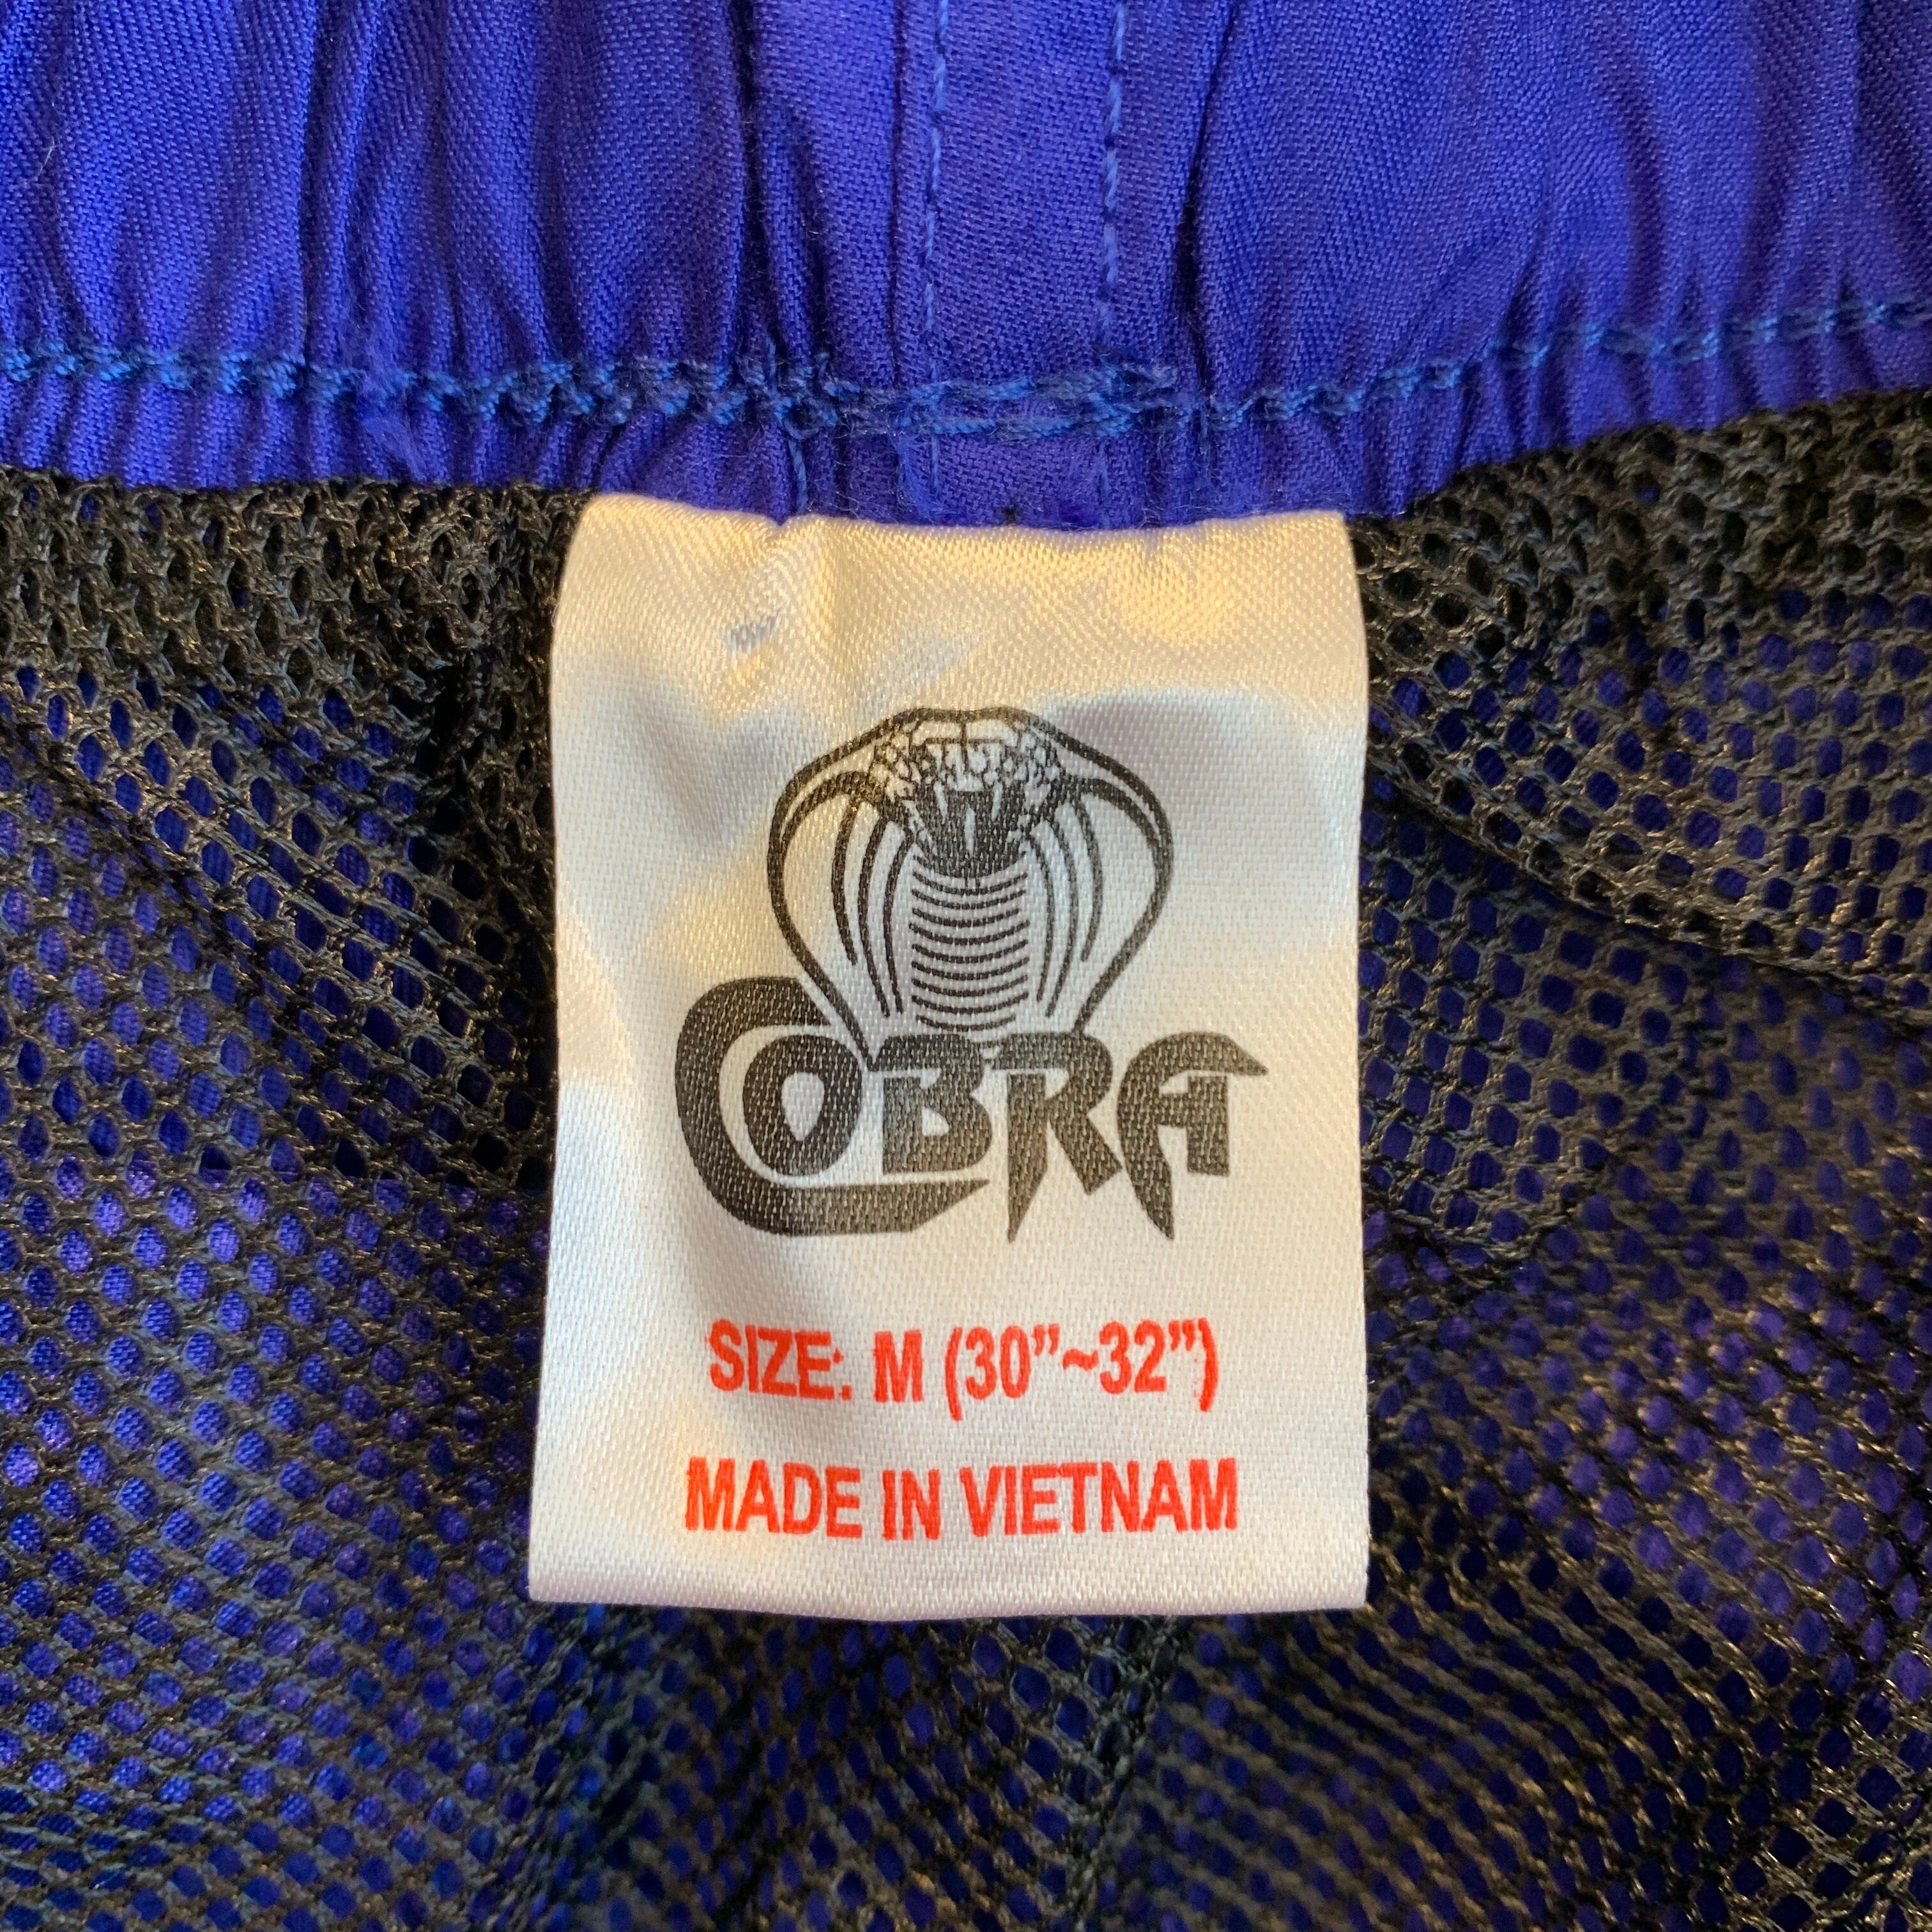 COBRA
SIZE: M (30”~32”)
MADE IN VIETNAM